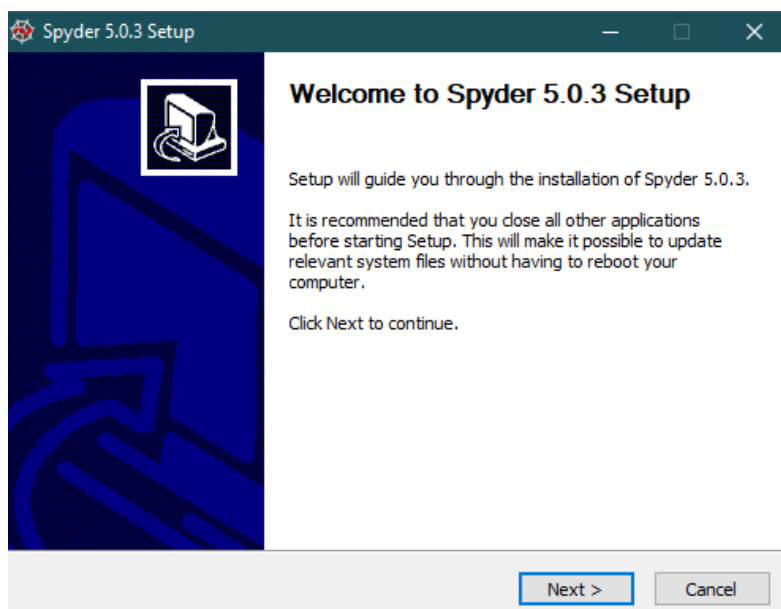 Spyder 5.0.3 Setup
Welcome to Spyder 5.0.3 Setup
Setup will guide you through the installation of Spyder 5.0.3.
It is recommended that you close all other applications
before starting Setup. This will make it possible to update
relevant system files without having to reboot your
computer.
Click Next to continue.
Next >
Cancel